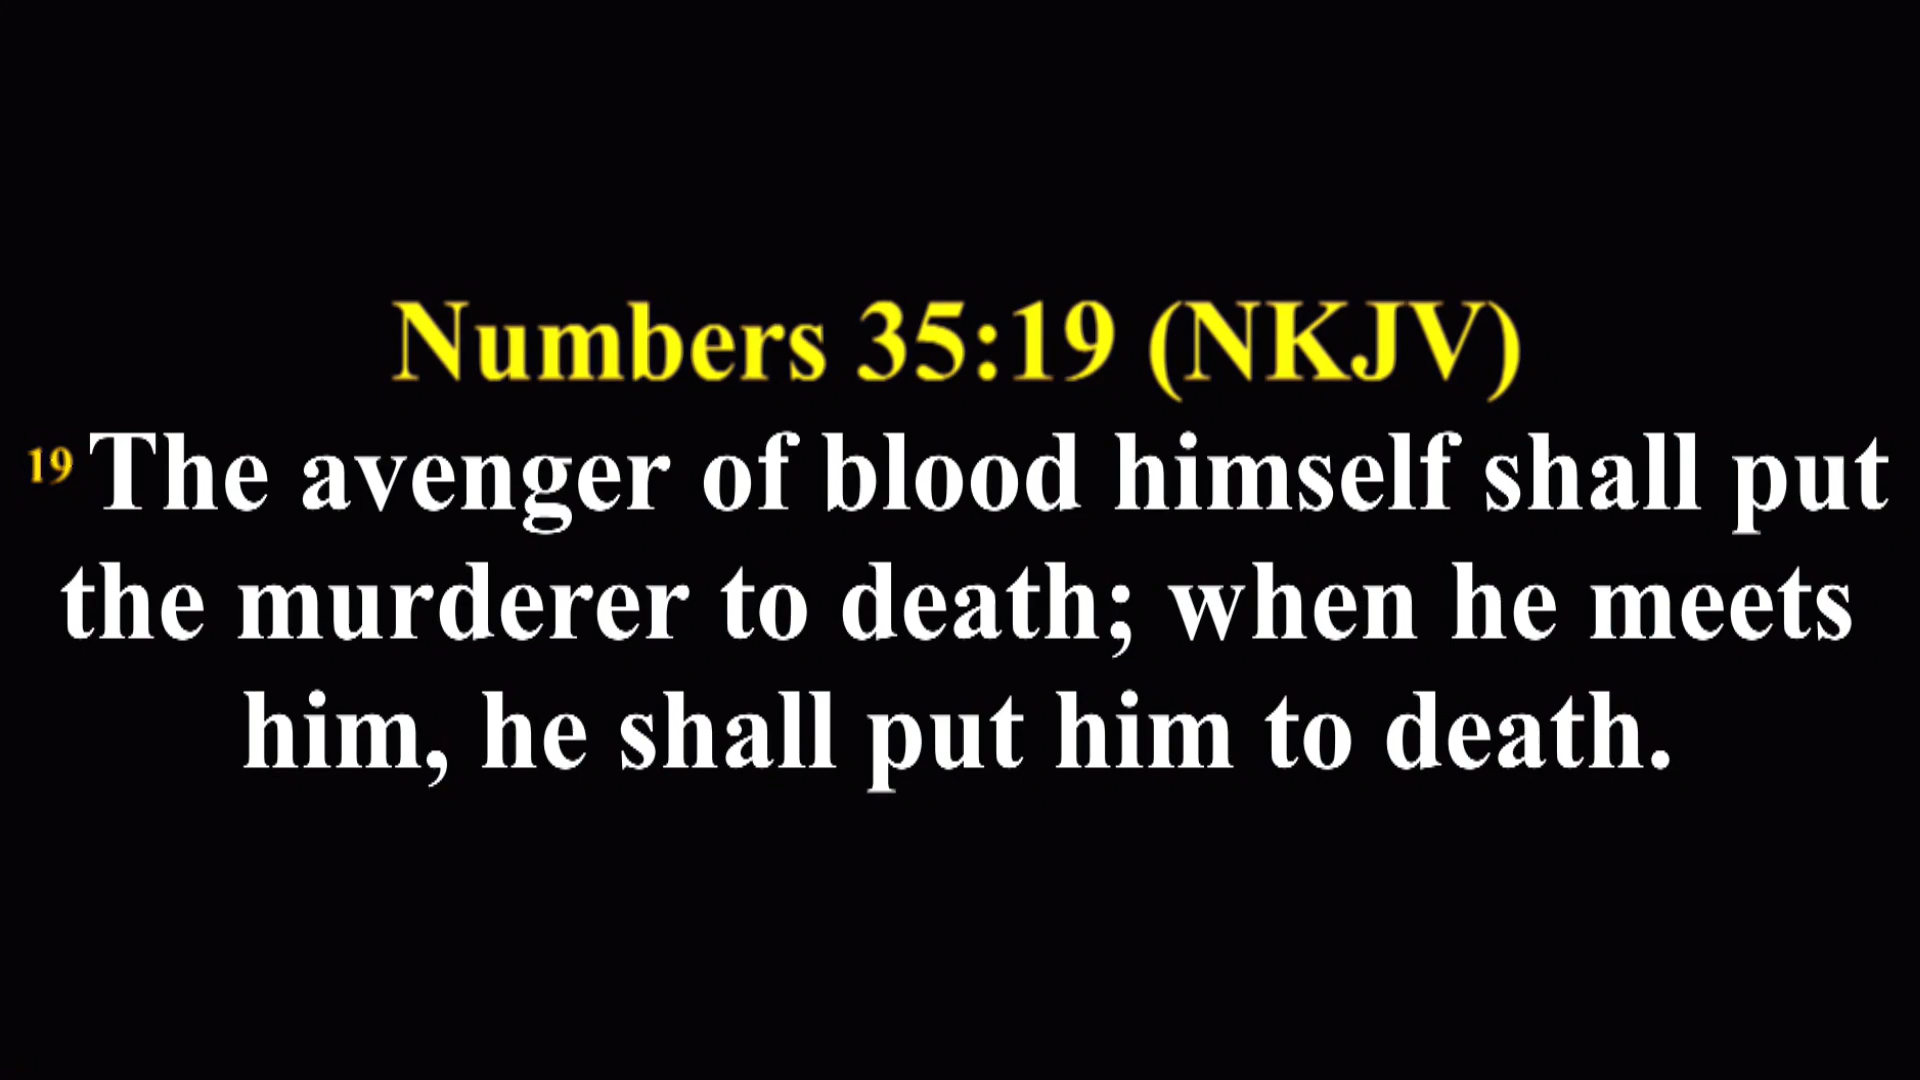 Numbers 35:19 (NKJV)
19 The avenger of blood himself shall put
the murderer to death; when he meets
him, he shall put him to death.